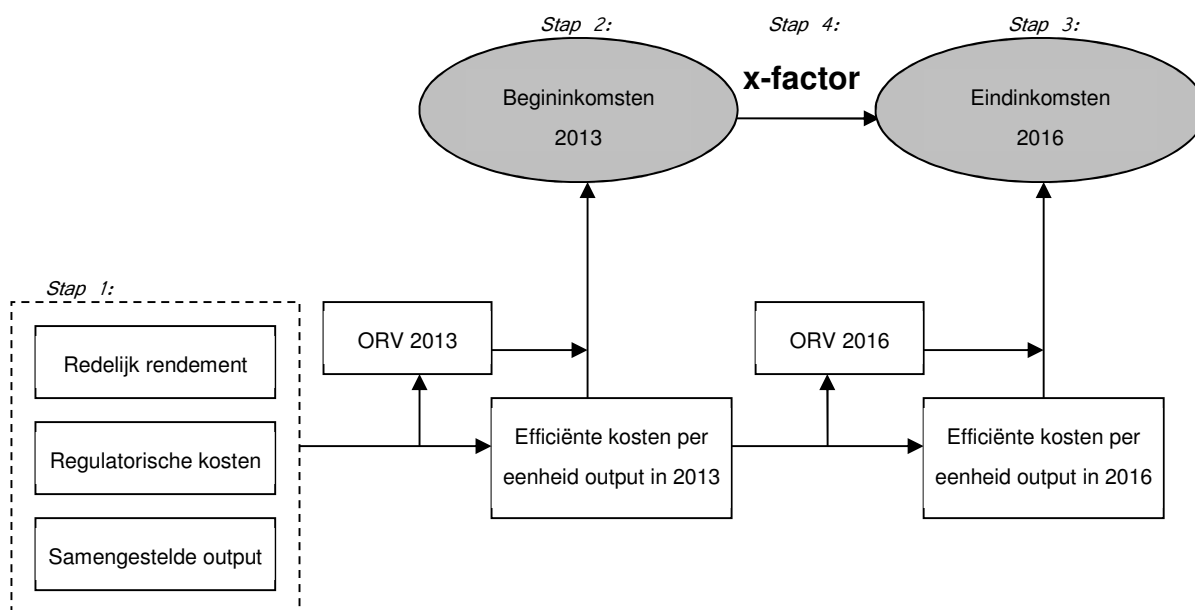 Stap 2:
Stap 4:
Stap 3:
x-factor
Begininkomsten
2013
Eindinkomsten
2016
Stap 1:
Redelijk rendement
Regulatorische kosten
Samengestelde output
ORV 2013
Efficiënte kosten per
eenheid output in 2013
ORV 2016
Efficiënte kosten per
eenheid output in 2016